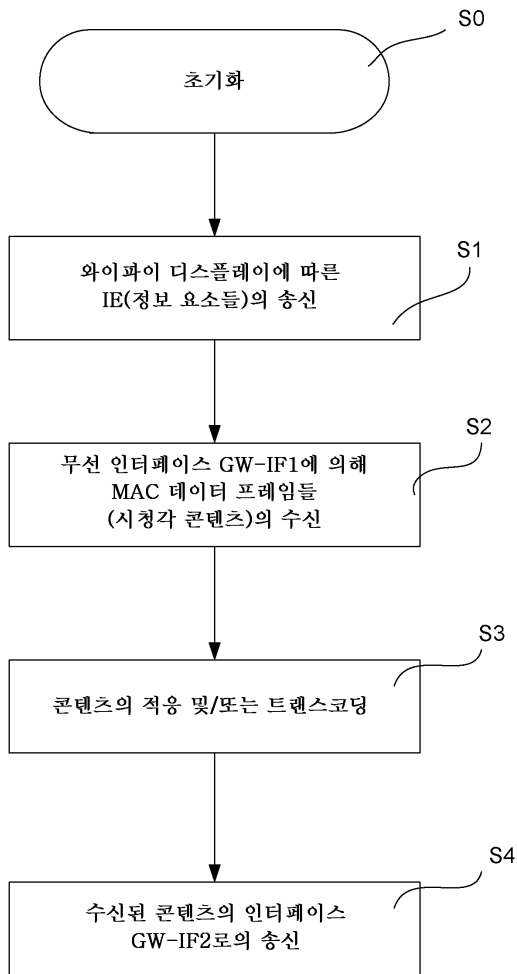 S0
초기화
S1
와이파이 디스플레이에 따른
IE(정보 요소들)의 송신
S2
무선 인터페이스 GW-IF1에 의해
MAC 데이터 프레임들
(시청각 콘텐츠)의 수신
S3
콘텐츠의 적응 및/또는 트랜스코딩
S4
수신된 콘텐츠의 인터페이스
GW-IF2로의 송신